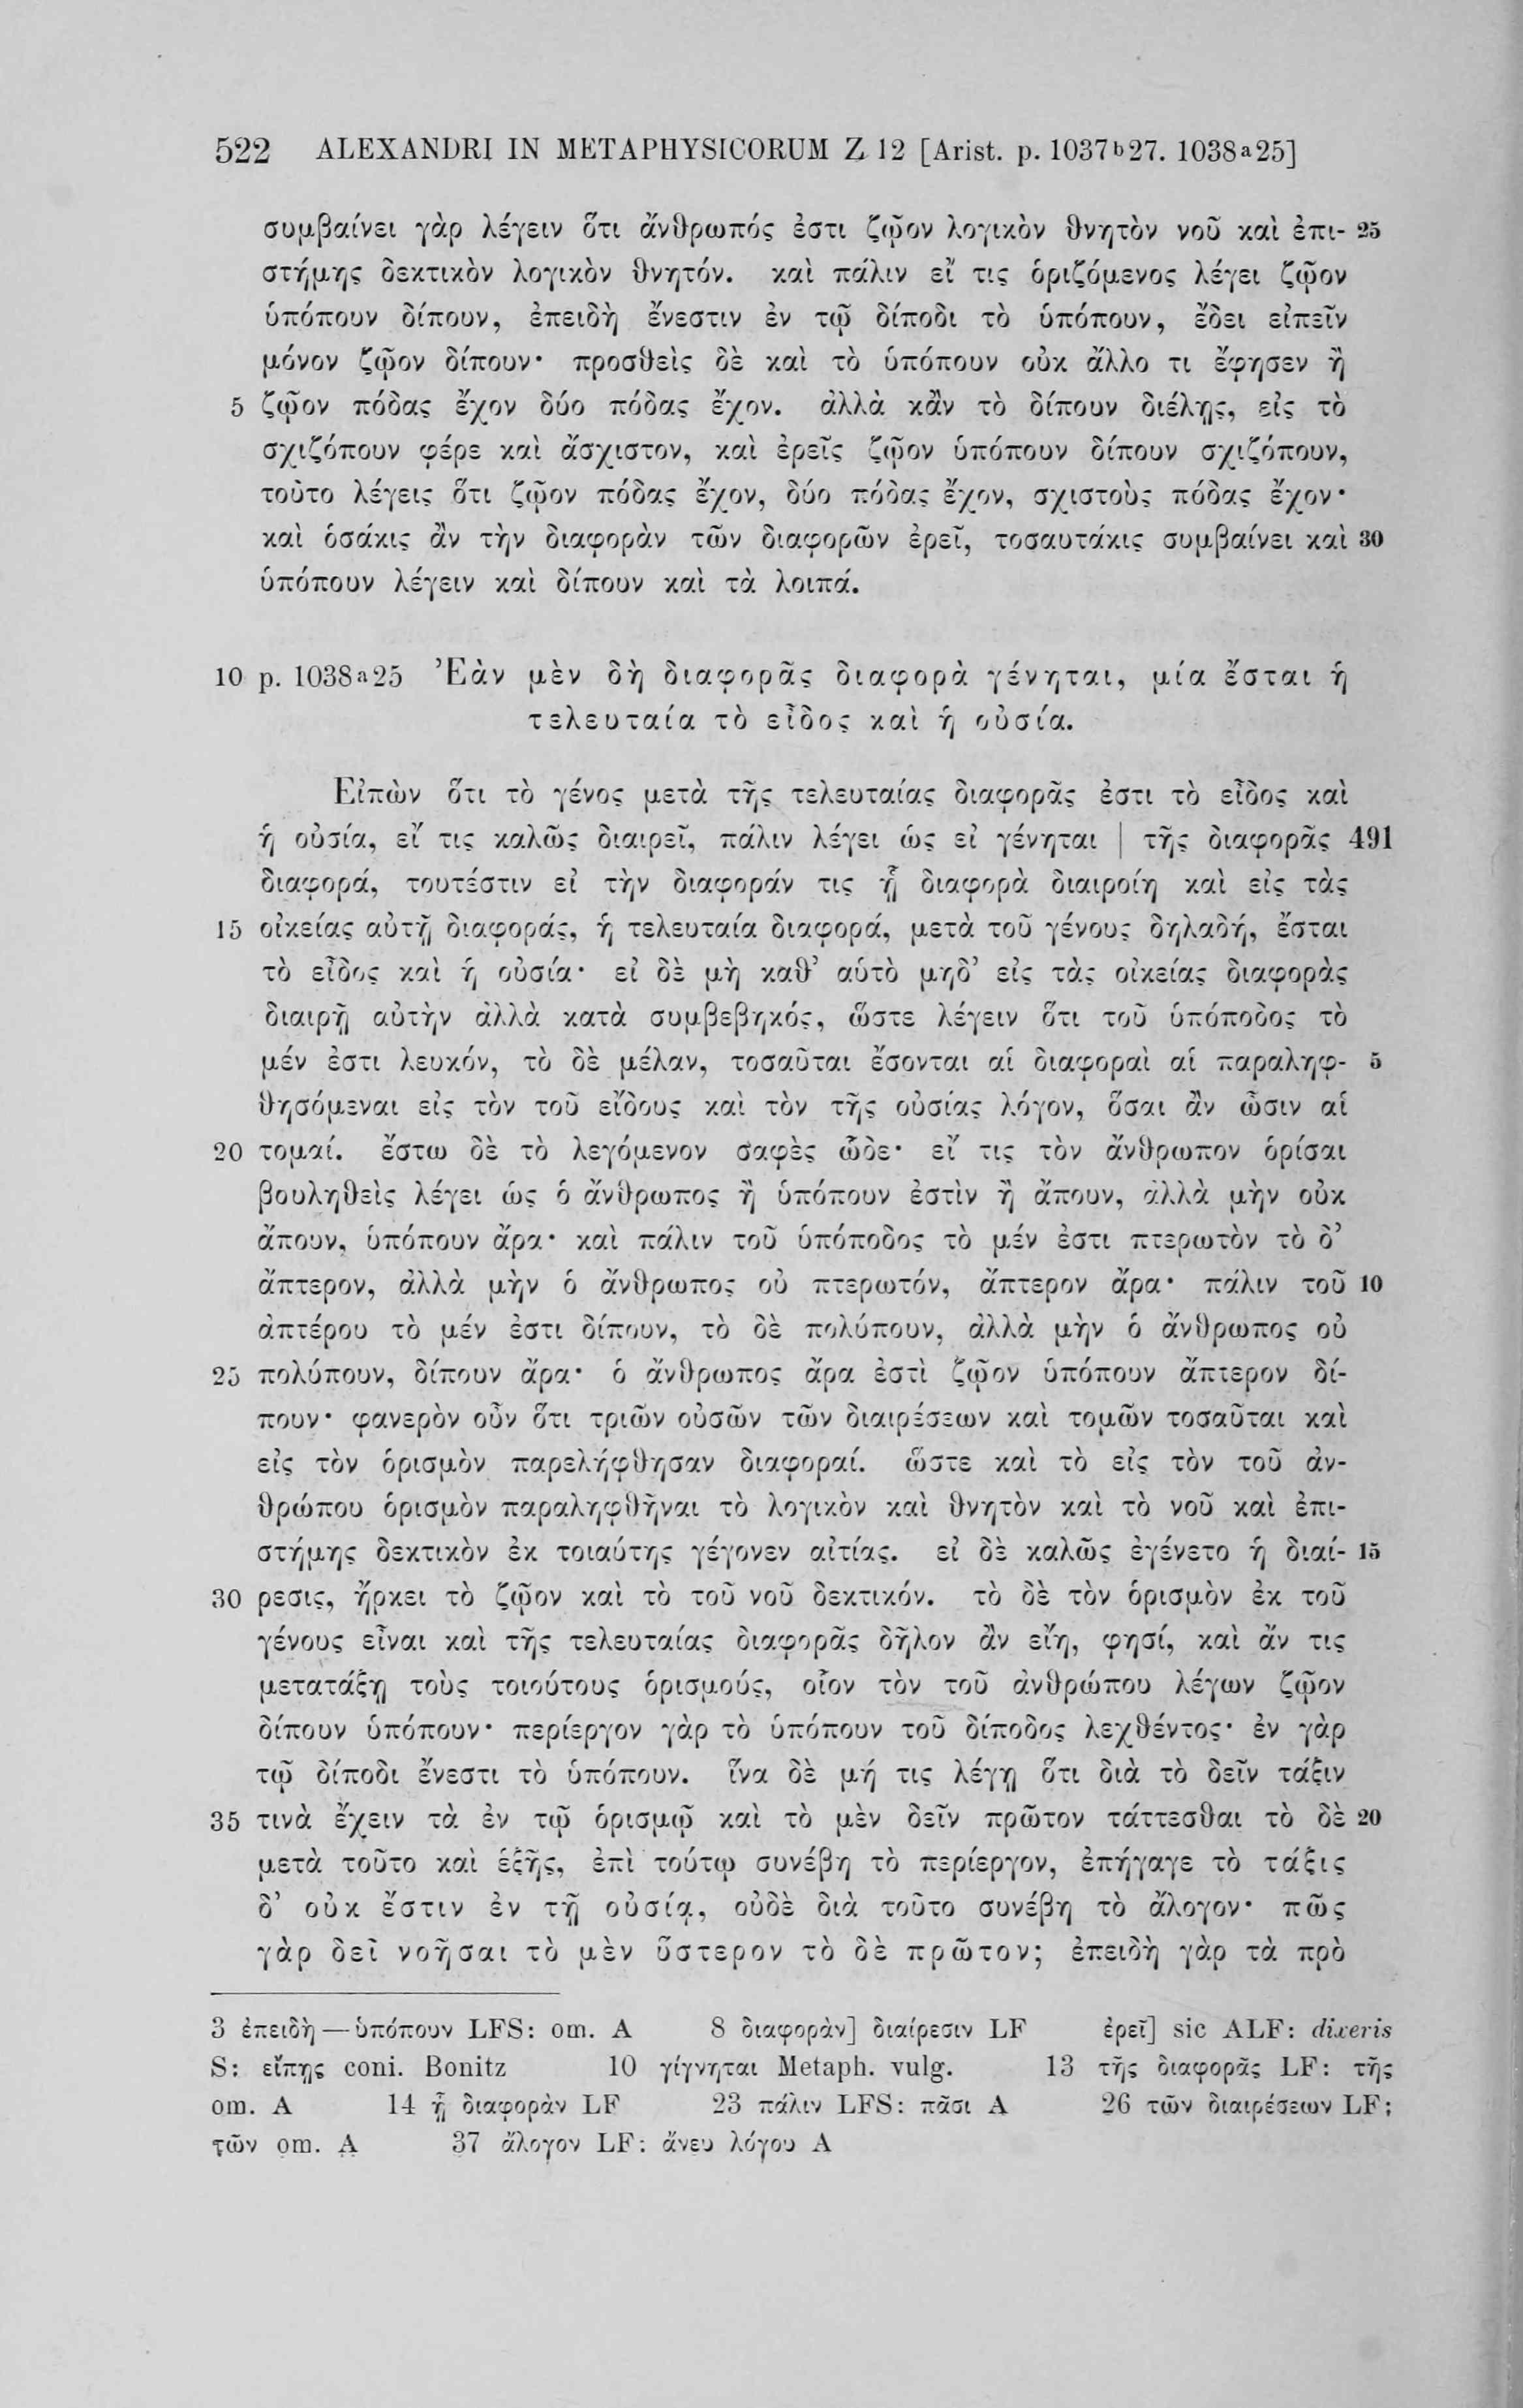 522 ALEXANDRI IN METAPHYSICORUM Z 12 [Arist. p. 1037ᵇ27. 1038ᵃ25]
συμβαίνει γὰρ λέγειν ὅτι ἄνθρωπός ἐστι ζῷον λογικὸν θνητὸν νοῦ καὶ ἐπι- 25
στήμης δεκτικὸν λογικὸν θνητόν. καὶ πάλιν εἴ τις ὁριζόμενος λέγει ζῷον
ὑπόπουν δίπουν, ἐπειδὴ ἔνεστιν ἐν τῷ δίποδι τὸ ὑπόπουν, ἔδει εἰπεῖν
μόνον ζῷον δίπουν· προσθεὶς δὲ καὶ τὸ ὑπόπουν οὐκ ἄλλο τι ἔφησεν ἢ
5 ζῷον πόδας ἔχον δύο πόδας ἔχον. ἀλλὰ κἂν τὸ δίπουν διέλῃς, εἰς τὸ
σχιζόπουν φέρε καὶ ἄσχιστον, καὶ ἐρεῖς ζῷον ὑπόπουν δίπουν σχιζόπουν,
τοῦτο λέγεις ὅτι ζῷον πόδας ἔχον, δύο πόδας ἔχον, σχιστοὺς πόδας ἔχον·
καὶ ὁσάκις ἂν τὴν διαφορὰν τῶν διαφορῶν ἐρεῖ, τοσαυτάκις συμβαίνει καὶ 30
ὑπόπουν λέγειν καὶ δίπουν καὶ τὰ λοιπά.
10 p. 1038ᵃ25 Ἐὰν μὲν δὴ διαφορᾶς διαφορὰ γένηται, μία ἔσται ἡ
τελευταία τὸ εἶδος καὶ ἡ οὐσία.
Εἰπὼν ὅτι τὸ γένος μετὰ τῆς τελευταίας διαφορᾶς ἐστι τὸ εἶδος καὶ
ἡ οὐσία, εἴ τις καλῶς διαιρεῖ, πάλιν λέγει ὡς εἰ γένηται | τῆς διαφορᾶς 491
διαφορά, τουτέστιν εἰ τὴν διαφοράν τις ᾗ διαφορὰ διαιροίη καὶ εἰς τὰς
15 οἰκείας αὐτῇ διαφοράς, ἡ τελευταία διαφορά, μετὰ τοῦ γένους δηλαδή, ἔσται
τὸ εἶδος καὶ ἡ οὐσία· εἰ δὲ μὴ καθ’ αὑτὸ μηδ’ εἰς τὰς οἰκείας διαφορὰς
διαιρῇ αὐτὴν ἀλλὰ κατὰ συμβεβηκός, ὥστε λέγειν ὅτι τοῦ ὑπόποδος τὸ
μέν ἐστι λευκόν, τὸ δὲ μέλαν, τοσαῦται ἔσονται αἱ διαφοραὶ αἱ παραληφ- 5
θησόμεναι εἰς τὸν τοῦ εἴδους καὶ τὸν τῆς οὐσίας λόγον, ὅσαι ἂν ὦσιν αἱ
20 τομαί. ἔστω δὲ τὸ λεγόμενον σαφὲς ὧδε· εἴ τις τὸν ἄνθρωπον ὁρίσαι
βουληθεὶς λέγει ὡς ὁ ἄνθρωπος ἢ ὑπόπουν ἐστὶν ἢ ἄπουν, ἀλλὰ μὴν οὐκ
ἄπουν, ὑπόπουν ἄρα· καὶ πάλιν τοῦ ὑπόποδος τὸ μέν ἐστι πτερωτὸν τὸ δ’
ἄπτερον, ἀλλὰ μὴν ὁ ἄνθρωπος οὐ πτερωτόν, ἄπτερον ἄρα· πάλιν τοῦ 10
ἀπτέρου τὸ μέν ἐστι δίπουν, τὸ δὲ πολύπουν, ἀλλὰ μὴν ὁ ἄνθρωπος οὐ
25 πολύπουν, δίπουν ἄρα· ὁ ἄνθρωπος ἄρα ἐστὶ ζῷον ὑπόπουν ἄπτερον δί-
πουν· φανερὸν οὖν ὅτι τριῶν οὐσῶν τῶν διαιρέσεων καὶ τομῶν τοσαῦται καὶ
εἰς τὸν ὁρισμὸν παρελήφθησαν διαφοραί. ὥστε καὶ τὸ εἰς τὸν τοῦ ἀν-
θρώπου ὁρισμὸν παραληφθῆναι τὸ λογικὸν καὶ θνητὸν καὶ τὸ νοῦ καὶ ἐπι-
στήμης δεκτικὸν ἐκ τοιαύτης γέγονεν αἰτίας. εἰ δὲ καλῶς ἐγένετο ἡ διαί- 15
30 ρεσις, ἤρκει τὸ ζῷον καὶ τὸ τοῦ νοῦ δεκτικόν. τὸ δὲ τὸν ὁρισμὸν ἐκ τοῦ
γένους εἶναι καὶ τῆς τελευταίας διαφορᾶς δῆλον ἂν εἴη, φησί, καὶ ἄν τις
μετατάξῃ τοὺς τοιούτους ὁρισμούς, οἷον τὸν τοῦ ἀνθρώπου λέγων ζῷον
δίπουν ὑπόπουν· περίεργον γὰρ τὸ ὑπόπουν τοῦ δίποδος λεχθέντος· ἐν γὰρ
τῷ δίποδι ἔνεστι τὸ ὑπόπουν. ἵνα δὲ μή τις λέγῃ ὅτι διὰ τὸ δεῖν τάξιν
35 τινὰ ἔχειν τὰ ἐν τῷ ὁρισμῷ καὶ τὸ μὲν δεῖν πρῶτον τάττεσθαι τὸ δὲ 20
μετὰ τοῦτο καὶ ἑξῆς, ἐπὶ τούτῳ συνέβη τὸ περίεργον, ἐπήγαγε τὸ τάξις
δ’ οὐκ ἔστιν ἐν τῇ οὐσίᾳ, οὐδὲ διὰ τοῦτο συνέβη τὸ ἄλογον· πῶς
γὰρ δεῖ νοῆσαι τὸ μὲν ὕστερον τὸ δὲ πρῶτον; ἐπειδὴ γὰρ τὰ πρὸ
3 ἐπειδὴ — ὑπόπουν LFS: om. A 8 διαφορὰν] διαίρεσιν LF ἐρεῖ] sic ALF: dixeris
S: εἴπῃς coni. Bonitz 10 γίγνηται Metaph. vulg. 13 τῆς διαφορᾶς LF: τῆς
om. A 14 ᾗ διαφορὰν LF 23 πάλιν LFS: πᾶσι A 26 τῶν διαιρέσεων LF;
τῶν om. A 37 ἄλογον LF: ἄνευ λόγου A